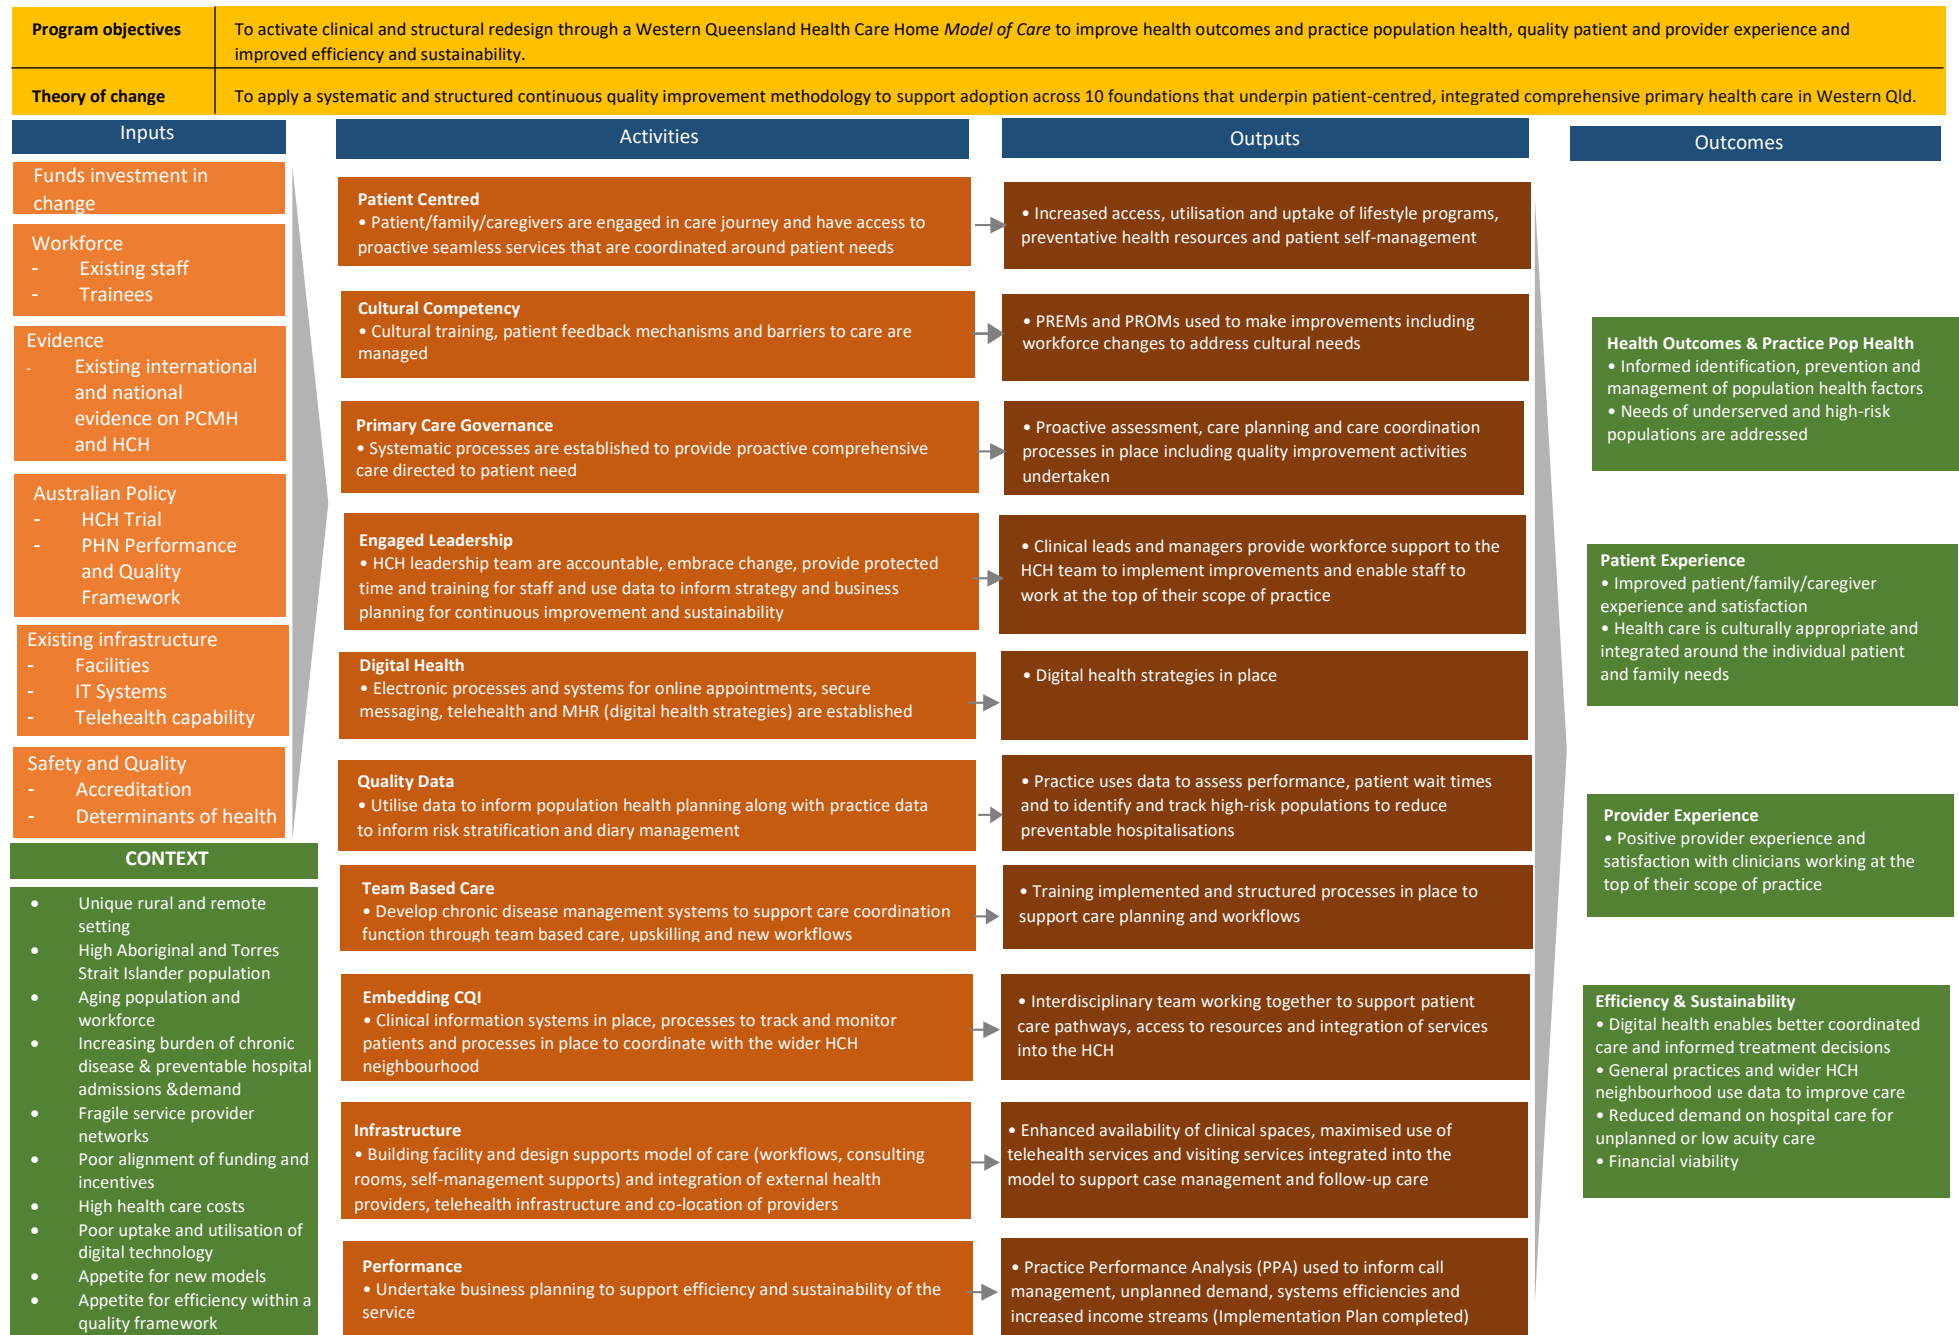 Program objectives
To activate clinical and structural redesign through a Western Queensland Health Care Home Model of Care to improve health outcomes and practice population health, quality patient and provider experience and
improved efficiency and sustainability.
Theory of change
To apply a systematic and structured continuous quality improvement methodology to support adoption across 10 foundations that underpin patient-centred, integrated comprehensive primary health care in Western Qld.
Inputs
Funds investment in
change
Workforce
- Existing staff
- Trainees
Evidence
- Existing international
and national
evidence on PCMH
and HCH
Australian Policy
- HCH Trial
- PHN Performance
and Quality
Framework
Existing infrastructure
- Facilities
- IT Systems
- Telehealth capability
Safety and Quality
- Accreditation
- Determinants of health
CONTEXT
• Unique rural and remote
setting
• High Aboriginal and Torres
Strait Islander population
• Aging population and
workforce
• Increasing burden of chronic
disease & preventable hospital
admissions &demand
• Fragile service provider
networks
• Poor alignment of funding and
incentives
• High health care costs
• Poor uptake and utilisation of
digital technology
• Appetite for new models
• Appetite for efficiency within a
quality framework
Activities
Patient Centred
• Patient/family/caregivers are engaged in care journey and have access to
proactive seamless services that are coordinated around patient needs
Cultural Competency
• Cultural training, patient feedback mechanisms and barriers to care are
managed
Primary Care Governance
• Systematic processes are established to provide proactive comprehensive
care directed to patient need
Engaged Leadership
• HCH leadership team are accountable, embrace change, provide protected
time and training for staff and use data to inform strategy and business
planning for continuous improvement and sustainability
Digital Health
• Electronic processes and systems for online appointments, secure
messaging, telehealth and MHR (digital health strategies) are established
Quality Data
• Utilise data to inform population health planning along with practice data
to inform risk stratification and diary management
Team Based Care
• Develop chronic disease management systems to support care coordination
function through team based care, upskilling and new workflows
Embedding CQI
• Clinical information systems in place, processes to track and monitor
patients and processes in place to coordinate with the wider HCH
neighbourhood
Infrastructure
• Building facility and design supports model of care (workflows, consulting
rooms, self-management supports) and integration of external health
providers, telehealth infrastructure and co-location of providers
Performance
• Undertake business planning to support efficiency and sustainability of the
service
Outputs
• Increased access, utilisation and uptake of lifestyle programs,
preventative health resources and patient self-management
• PREMs and PROMs used to make improvements including
workforce changes to address cultural needs
• Proactive assessment, care planning and care coordination
processes in place including quality improvement activities
undertaken
• Clinical leads and managers provide workforce support to the
HCH team to implement improvements and enable staff to
work at the top of their scope of practice
• Digital health strategies in place
• Practice uses data to assess performance, patient wait times
and to identify and track high-risk populations to reduce
preventable hospitalisations
• Training implemented and structured processes in place to
support care planning and workflows
• Interdisciplinary team working together to support patient
care pathways, access to resources and integration of services
into the HCH
• Enhanced availability of clinical spaces, maximised use of
telehealth services and visiting services integrated into the
model to support case management and follow-up care
• Practice Performance Analysis (PPA) used to inform call
management, unplanned demand, systems efficiencies and
increased income streams (Implementation Plan completed)
Outcomes
Health Outcomes & Practice Pop Health
• Informed identification, prevention and
management of population health factors
• Needs of underserved and high-risk
populations are addressed
Patient Experience
• Improved patient/family/caregiver
experience and satisfaction
• Health care is culturally appropriate and
integrated around the individual patient
and family needs
Provider Experience
• Positive provider experience and
satisfaction with clinicians working at the
top of their scope of practice
Efficiency & Sustainability
• Digital health enables better coordinated
care and informed treatment decisions
• General practices and wider HCH
neighbourhood use data to improve care
• Reduced demand on hospital care for
unplanned or low acuity care
• Financial viability